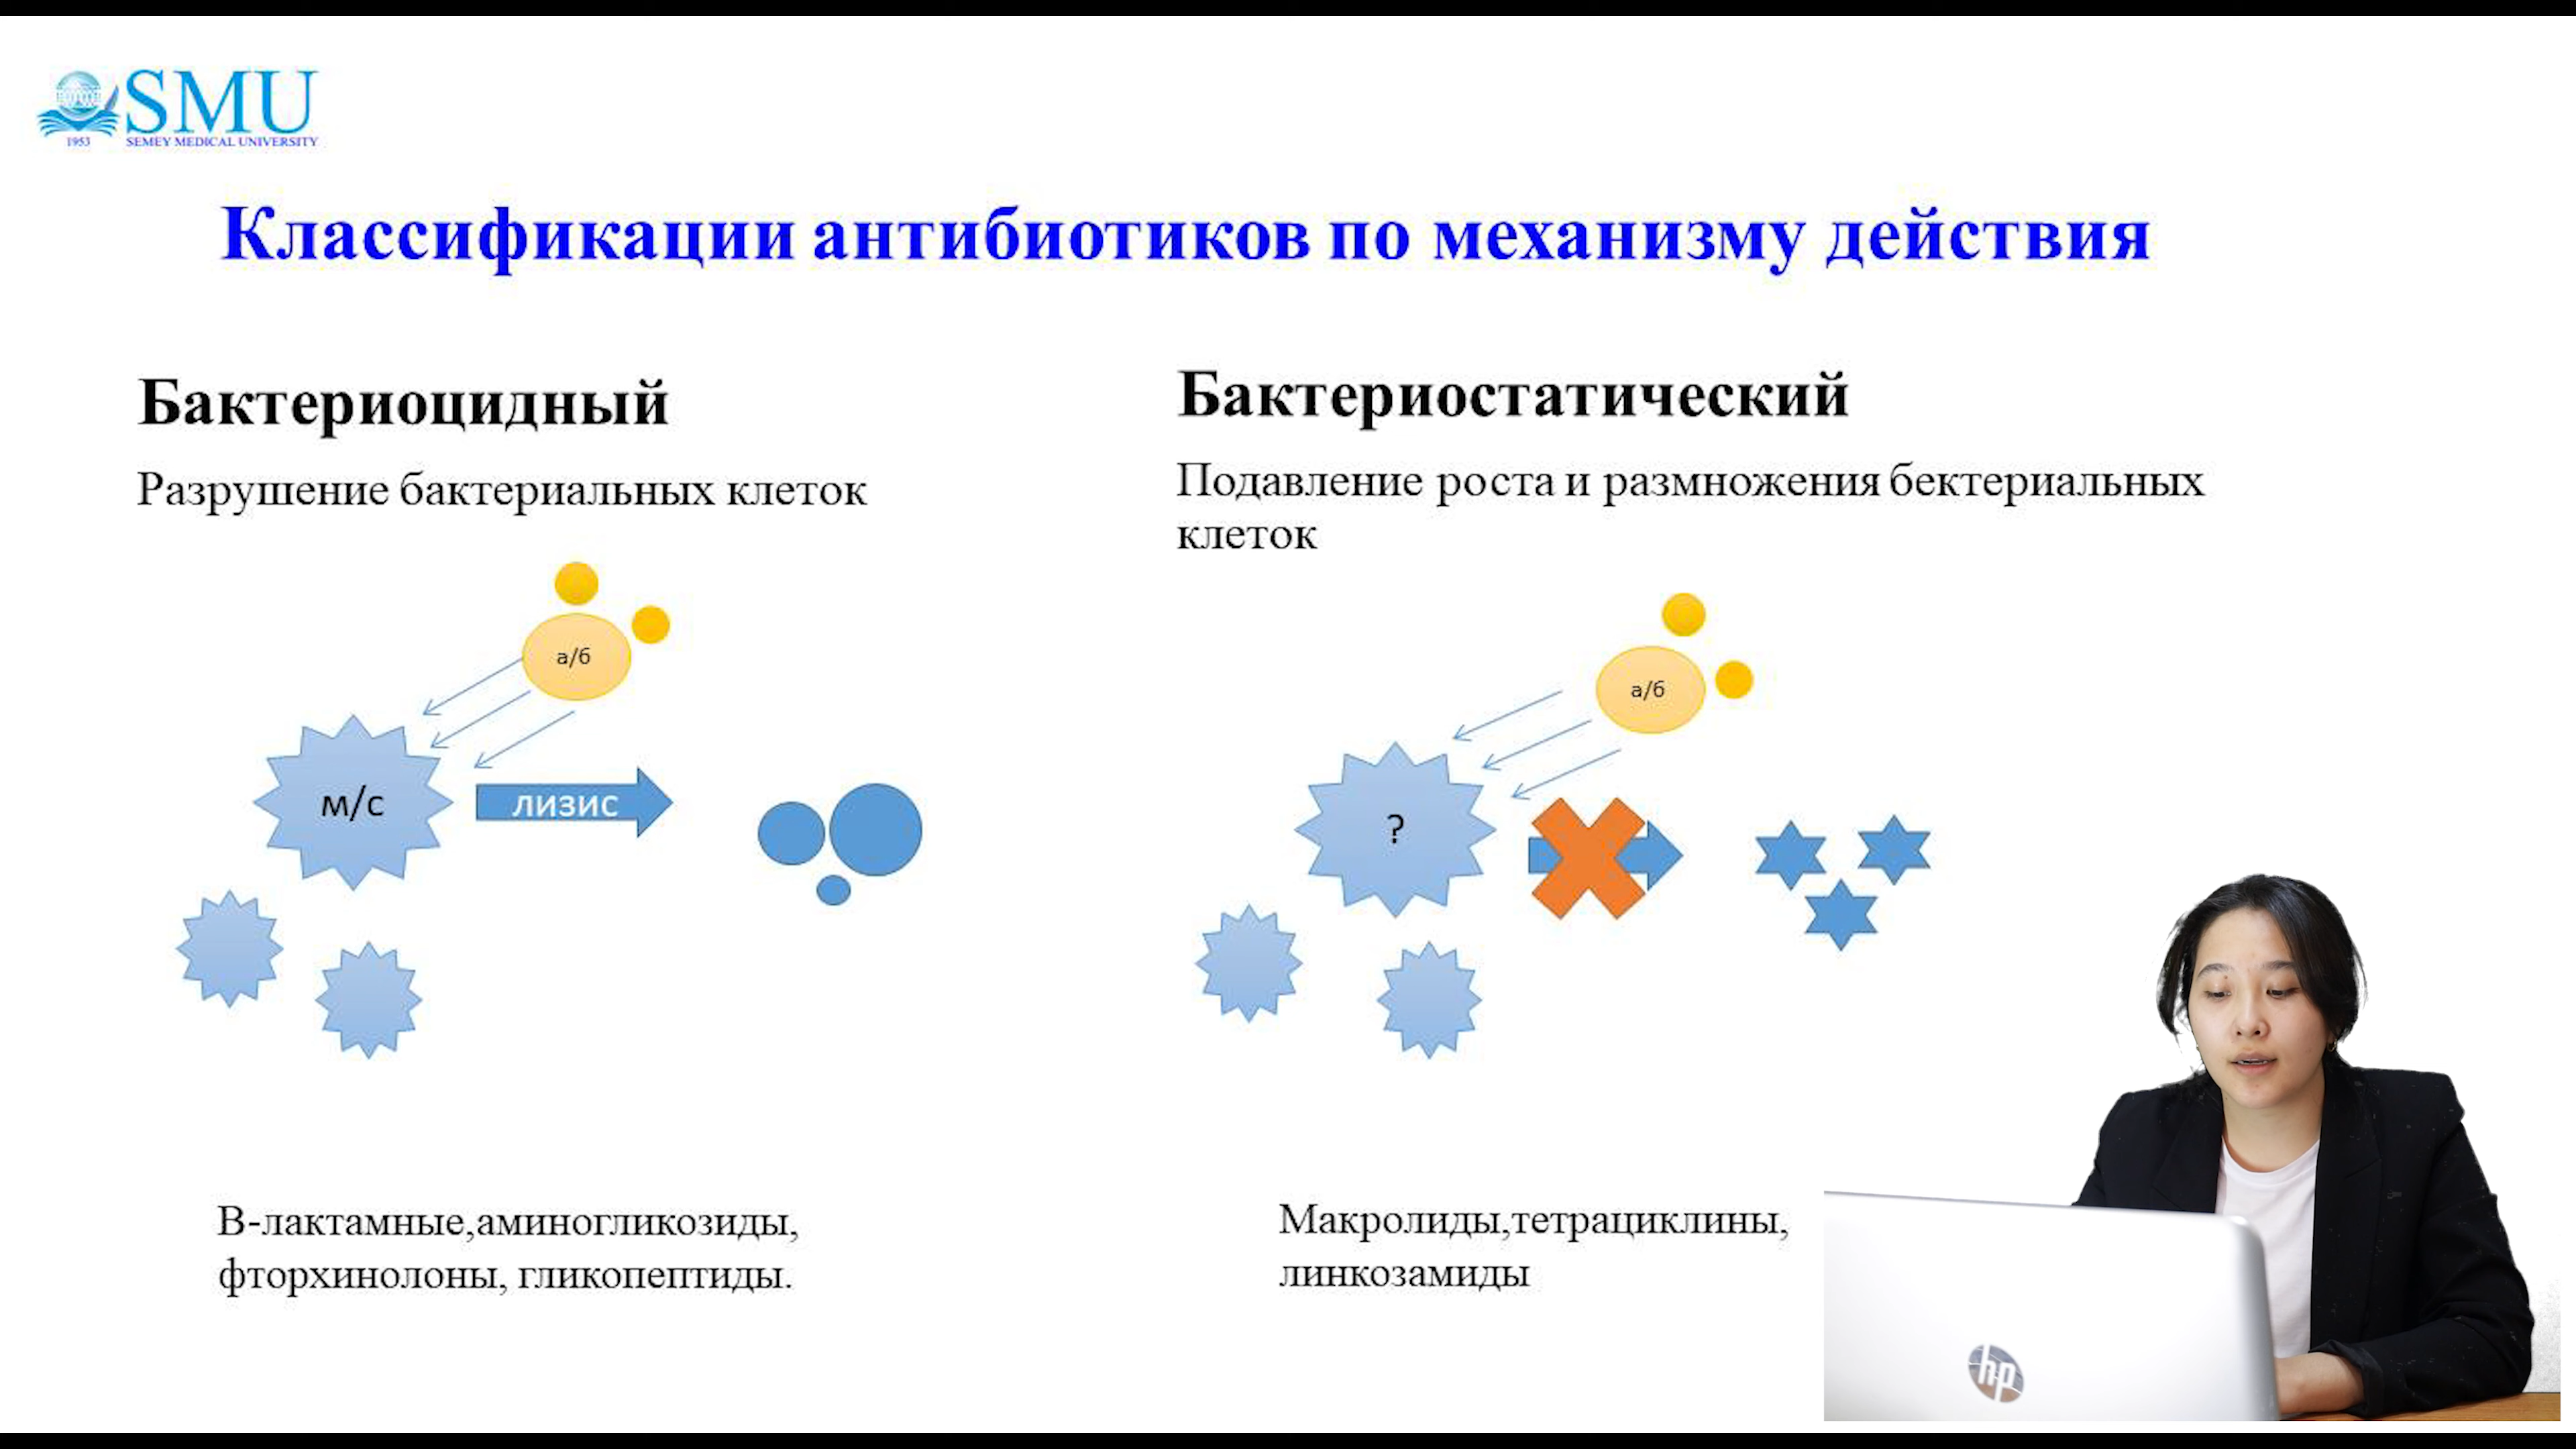 SMU
1953 SEMEY MEDICAL UNIVERSITY
Классификации антибиотиков по механизму действия
Бактериоцидный
Разрушение бактериальных клеток
а/б
м/с
лизис
В-лактамные,аминогликозиды,
фторхинолоны, гликопептиды.
Бактериостатический
Подавление роста и размножения бектериальных
клеток
а/б
?
Макролиды,тетрациклины,
линкозамиды
hp